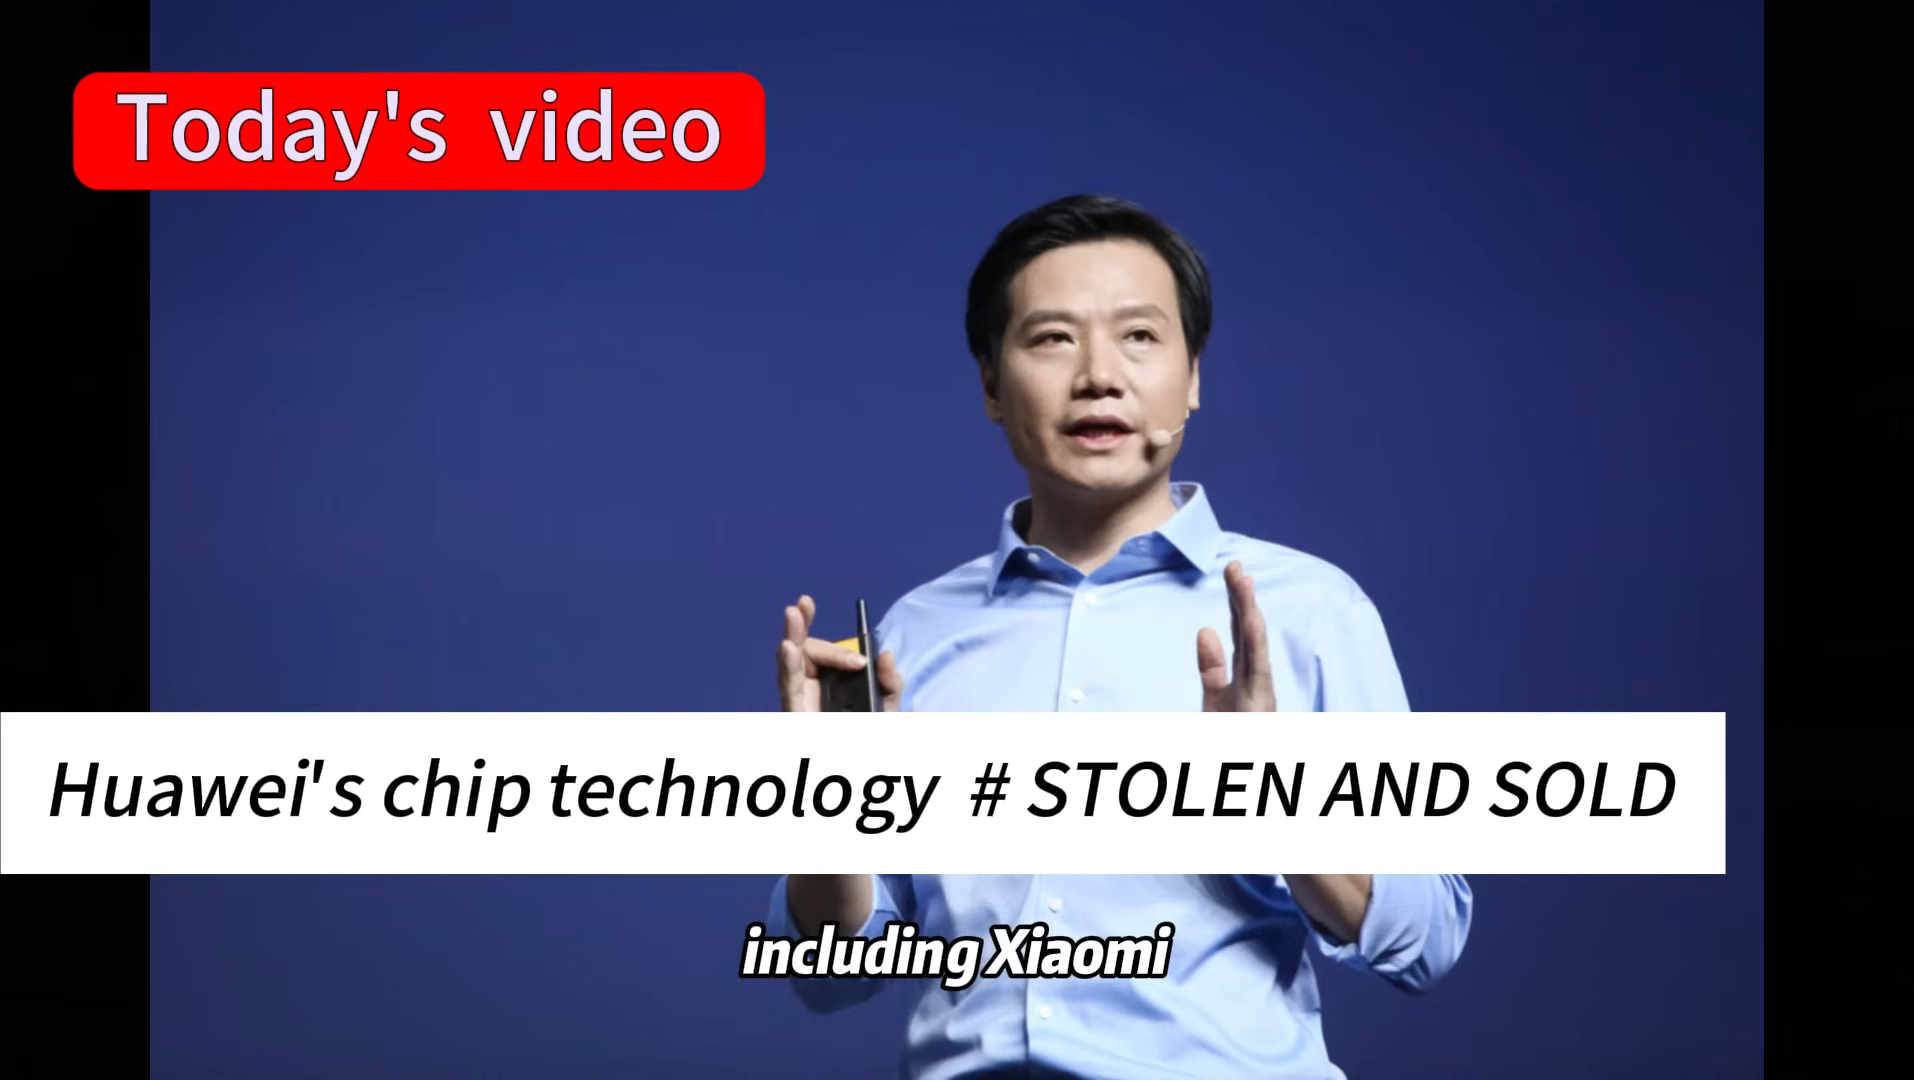 Today's video
Huawei's chip technology # STOLEN AND SOLD
including Xiaomi